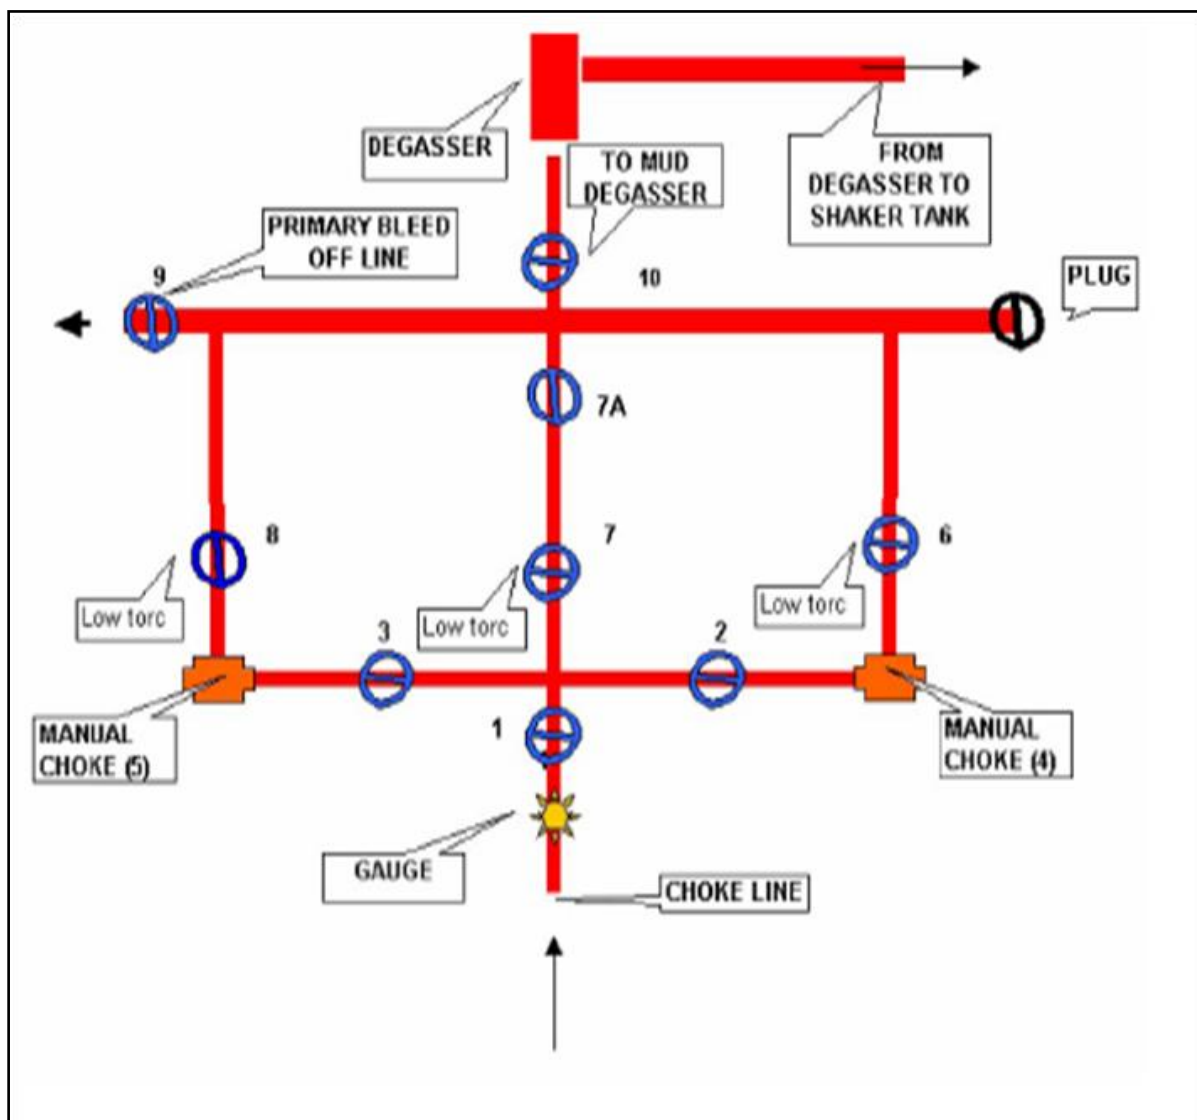 DEGASSER
TO MUD
DEGASSER
FROM
DEGASSER TO
SHAKER TANK
PRIMARY BLEED
OFF LINE
9
10
PLUG
7A
8
7
6
Low torc
Low torc
Low torc
3
2
1
MANUAL
CHOKE (5)
MANUAL
CHOKE (4)
GAUGE
CHOKE LINE